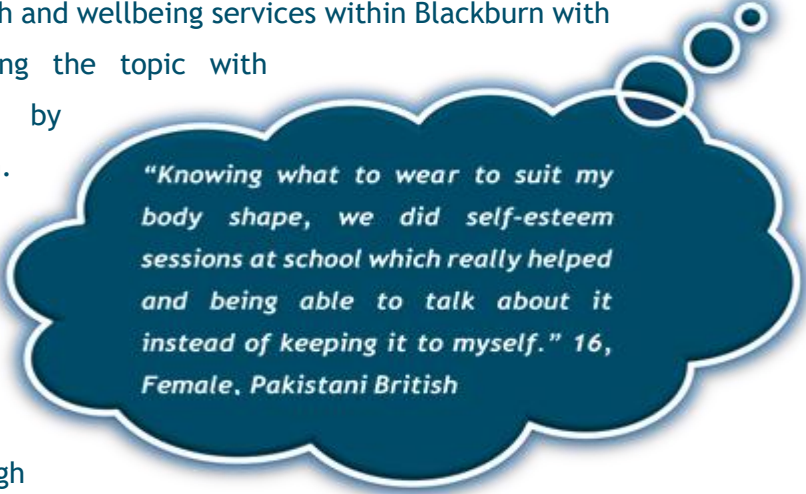 h and wellbeing services within Blackburn with
ng the topic with
by
.
"Knowing what to wear to suit my
body shape, we did self-esteem
sessions at school which really helped
and being able to talk about it
instead of keeping it to myself." 16,
Female, Pakistani British
gh